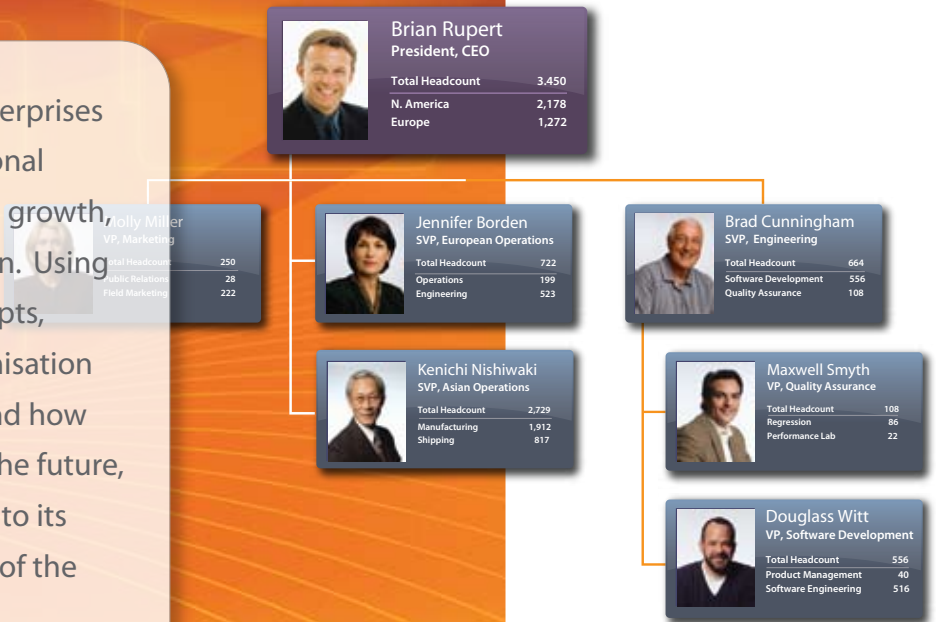 erprises
onal
growth,
n. Using
pts,
nisation
nd how
he future,
to its
of the
Brian Rupert
President, CEO
Total Headcount 3.450
N. America 2,178
Europe 1,272
Molly Miller
VP, Marketing
Total Headcount 250
Public Relations 28
Field Marketing 222
Jennifer Borden
SVP, European Operations
Total Headcount 722
Operations 199
Engineering 523
Kenichi Nishiwaki
SVP, Asian Operations
Total Headcount 2,729
Manufacturing 1,912
Shipping 817
Brad Cunningham
SVP, Engineering
Total Headcount 664
Software Development 556
Quality Assurance 108
Maxwell Smyth
VP, Quality Assurance
Total Headcount 108
Regression 86
Performance Lab 22
Douglass Witt
VP, Software Development
Total Headcount 556
Product Management 40
Software Engineering 516